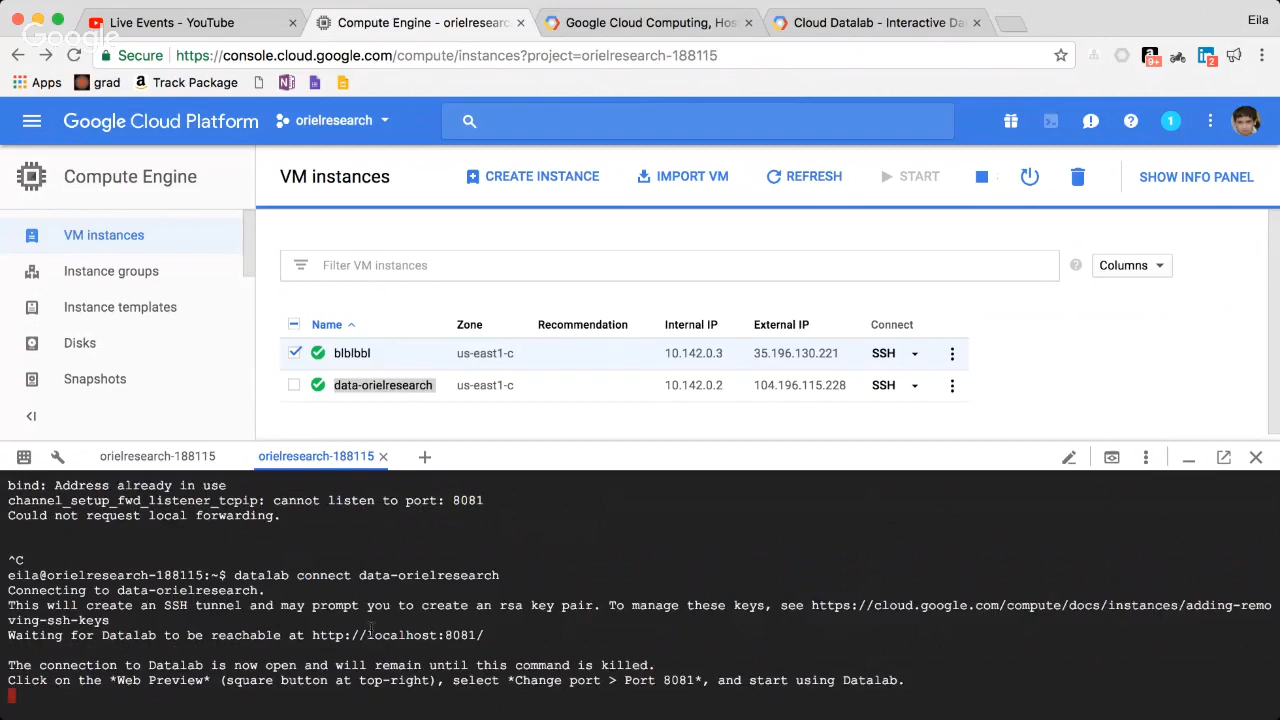 Live Events - YouTube
Compute Engine - orielresearc
Google Cloud Computing, Hos
Cloud Datalab - Interactive Da
Eila
Google
Secure
https://console.cloud.google.com/compute/instances?project=orielresearch-188115
9+
2
Apps
grad
Track Package
Google Cloud Platform
orielresearch
1
Compute Engine
VM instances
CREATE INSTANCE
IMPORT VM
REFRESH
START
SHOW INFO PANEL
VM instances
Instance groups
Instance templates
Disks
Snapshots
Filter VM instances
Columns
Name Zone Recommendation Internal IP External IP Connect
blblbbl us-east1-c 10.142.0.3 35.196.130.221 SSH
data-orielresearch us-east1-c 10.142.0.2 104.196.115.228 SSH
orielresearch-188115
orielresearch-188115
bind: Address already in use
channel_setup_fwd_listener_tcpip: cannot listen to port: 8081
Could not request local forwarding.
^C
eila@orielresearch-188115:~$ datalab connect data-orielresearch
Connecting to data-orielresearch.
This will create an SSH tunnel and may prompt you to create an rsa key pair. To manage these keys, see https://cloud.google.com/compute/docs/instances/adding-remo
ving-ssh-keys
Waiting for Datalab to be reachable at http://localhost:8081/
The connection to Datalab is now open and will remain until this command is killed.
Click on the *Web Preview* (square button at top-right), select *Change port > Port 8081*, and start using Datalab.